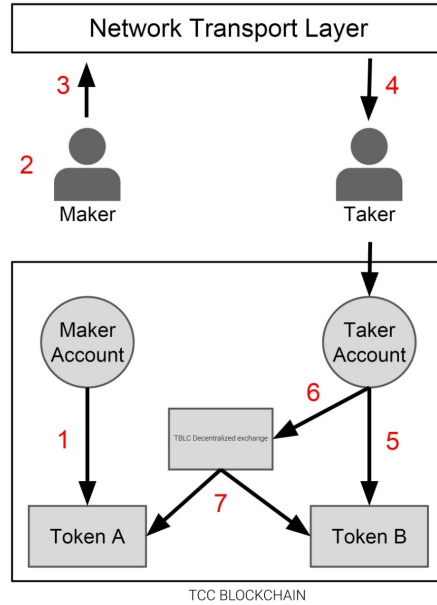 Network Transport Layer
3
4
2
Maker
Taker
Maker
Account
Taker
Account
6
1
TBLC Decentralized exchange
5
7
Token A
Token B
TCC BLOCKCHAIN